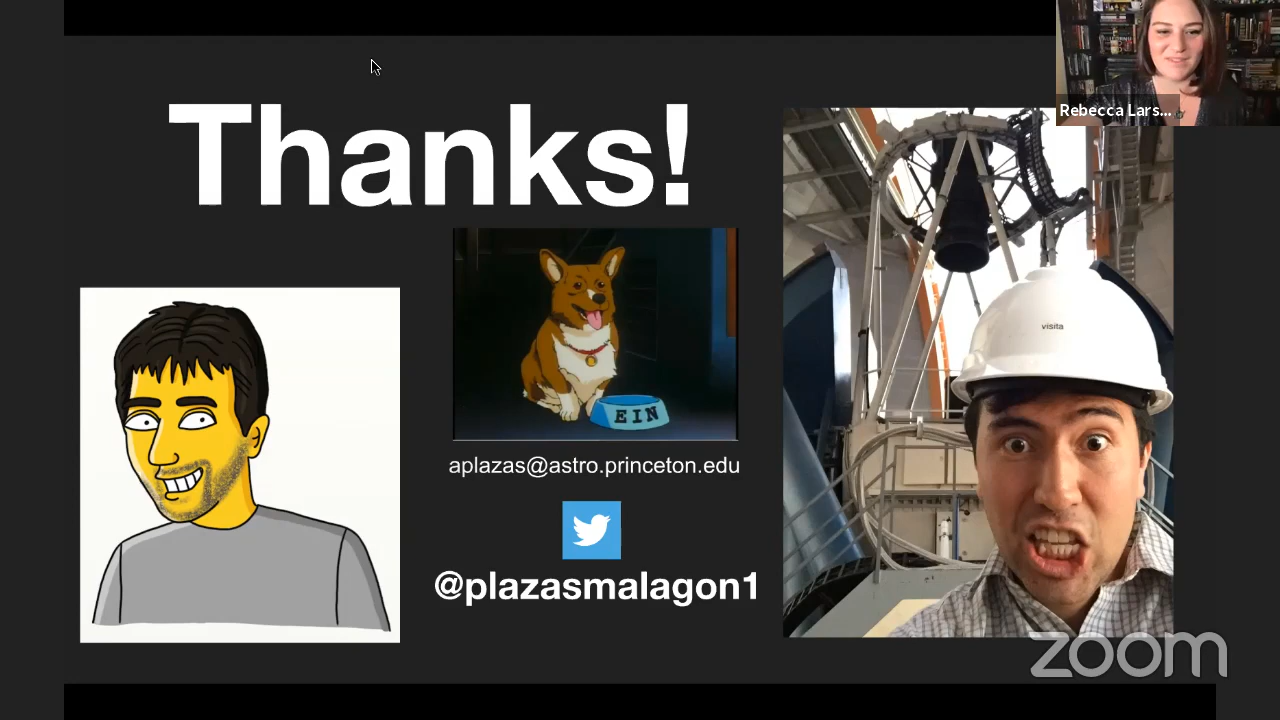 Rebecca Lars...
Thanks!
visita
EIN
aplazas@astro.princeton.edu
@plazasmalagon1
zoom